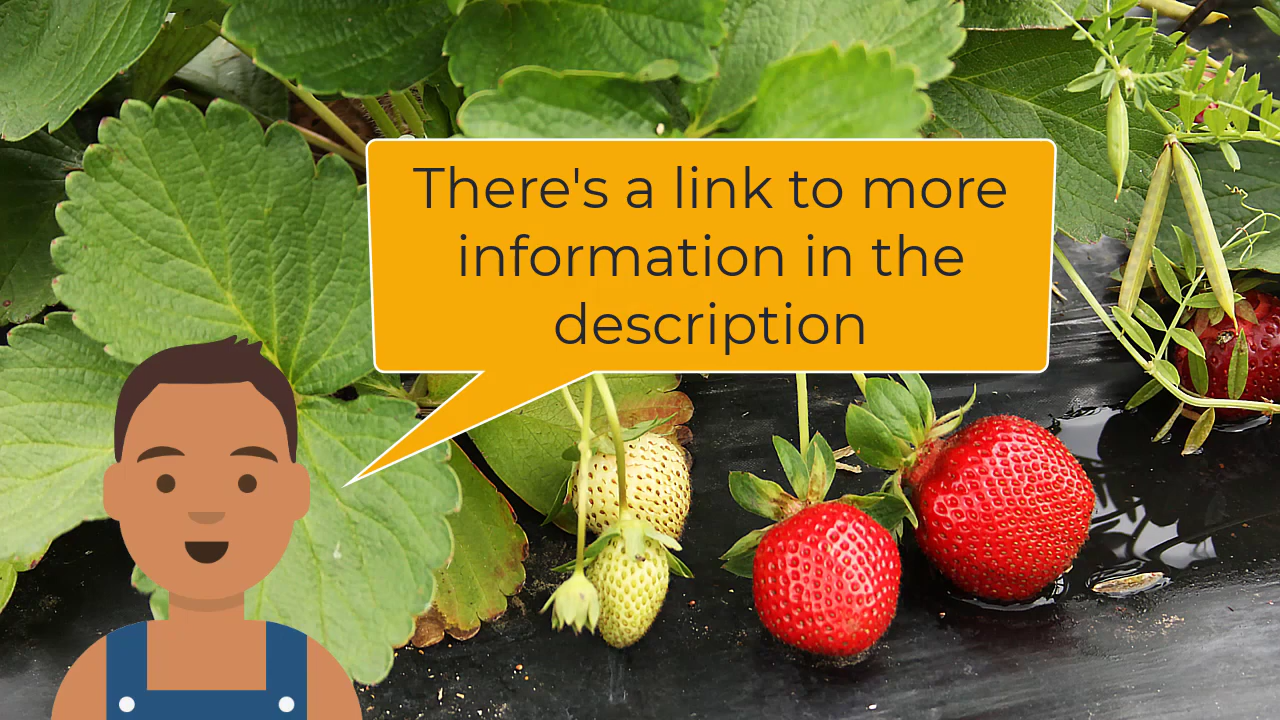 There's a link to more
information in the
description